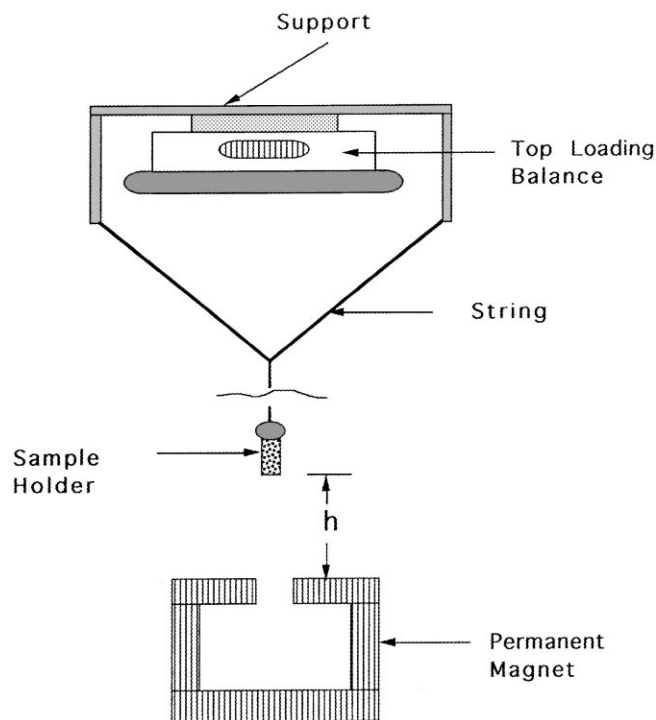 Support
Top Loading
Balance
String
Sample
Holder
h
Permanent
Magnet